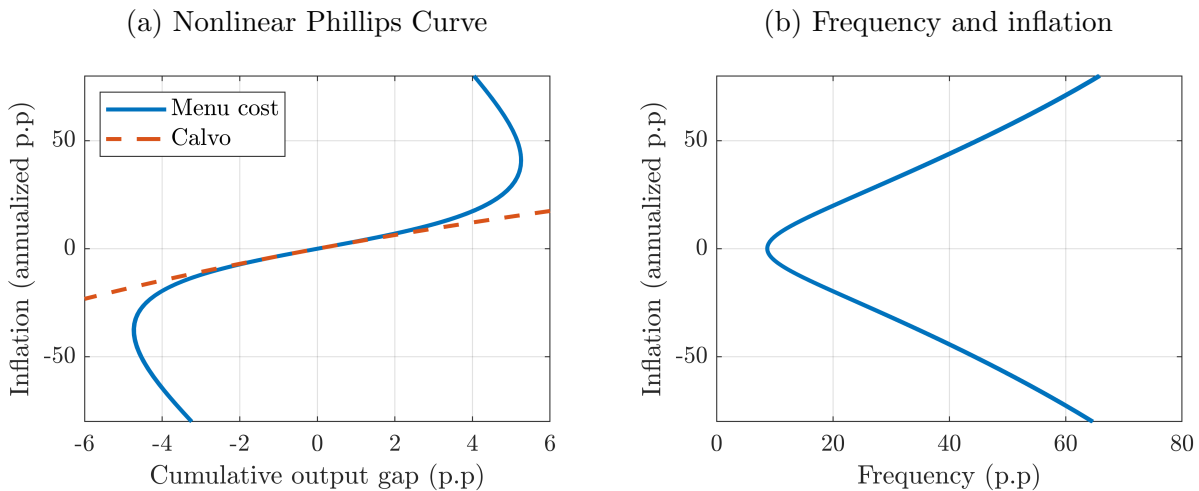 (a) Nonlinear Phillips Curve
Menu cost
Calvo
50
0
-50
-6
-4
-2
0
2
4
6
Inflation (annualized p.p)
Cumulative output gap (p.p)
(b) Frequency and inflation
50
0
-50
0
20
40
60
80
Inflation (annualized p.p)
Frequency (p.p)